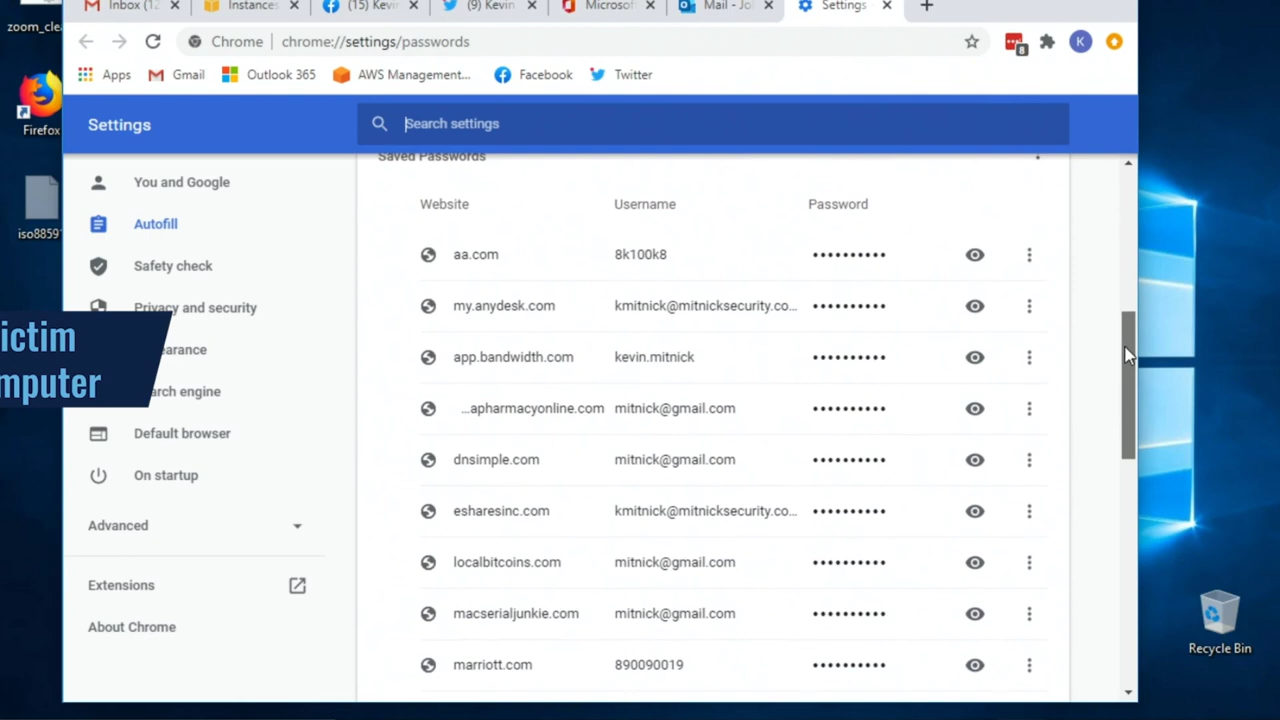 Inbox (12
Instances
(15) Kevin
(9) Kevin
Microsof
Mail - Jo
Settings
zoom_clea
Chrome
chrome://settings/passwords
8
K
Apps
Gmail
Outlook 365
AWS Management...
Facebook
Twitter
Firefox
Settings
Search settings
Saved Passwords
You and Google
Autofill
Safety check
Privacy and security
earance
arch engine
Default browser
On startup
Advanced
Extensions
About Chrome
iso8859
ictim
mputer
Website Username Password
aa.com 8k100k8 ••••••••••
my.anydesk.com kmitnick@mitnicksecurity.co... ••••••••••
app.bandwidth.com kevin.mitnick ••••••••••
...apharmacyonline.com mitnick@gmail.com ••••••••••
dnsimple.com mitnick@gmail.com ••••••••••
esharesinc.com kmitnick@mitnicksecurity.co... ••••••••••
localbitcoins.com mitnick@gmail.com ••••••••••
macserialjunkie.com mitnick@gmail.com ••••••••••
marriott.com 890090019 ••••••••••
Recycle Bin